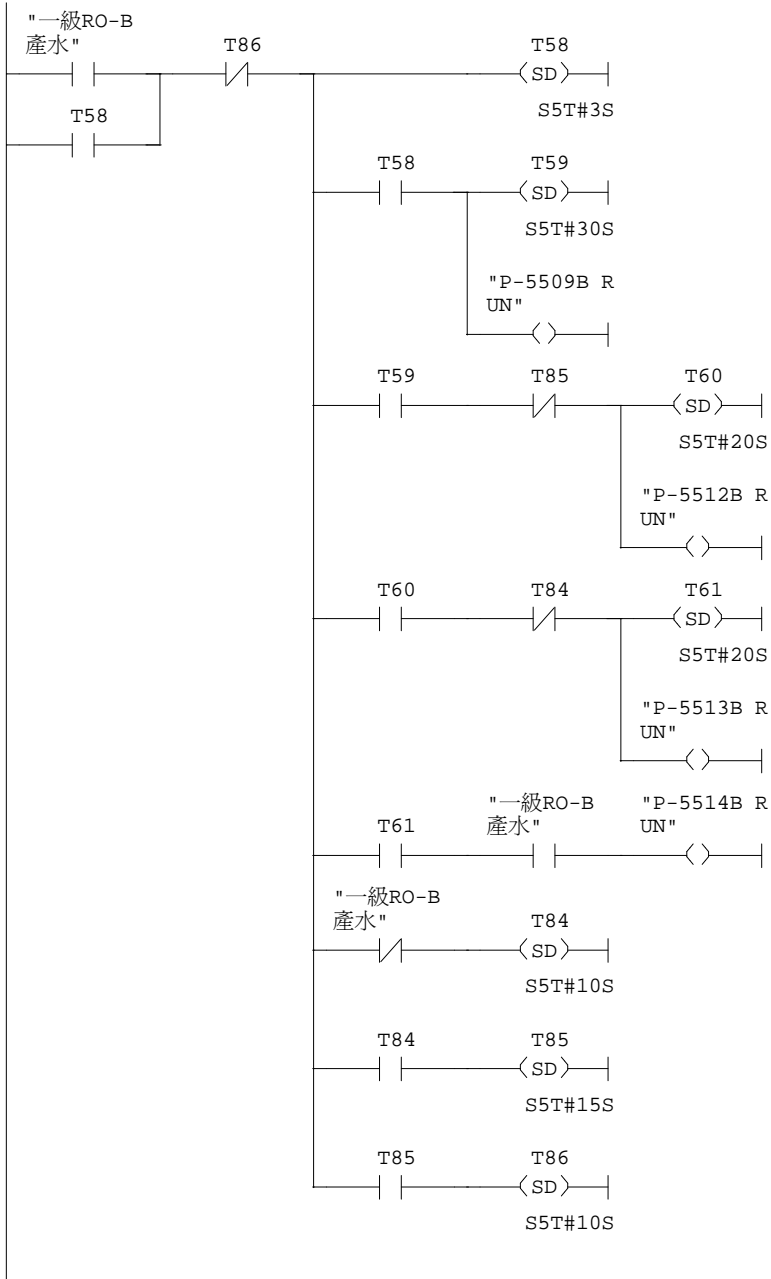 "一級RO-B
產水"
T86
T58
SD
S5T#3S
T58
T58
T59
SD
S5T#30S
"P-5509B R
UN"
T59
T85
T60
SD
S5T#20S
"P-5512B R
UN"
T60
T84
T61
SD
S5T#20S
"P-5513B R
UN"
T61
"一級RO-B
產水"
"P-5514B R
UN"
"一級RO-B
產水"
T84
SD
S5T#10S
T84
T85
SD
S5T#15S
T85
T86
SD
S5T#10S